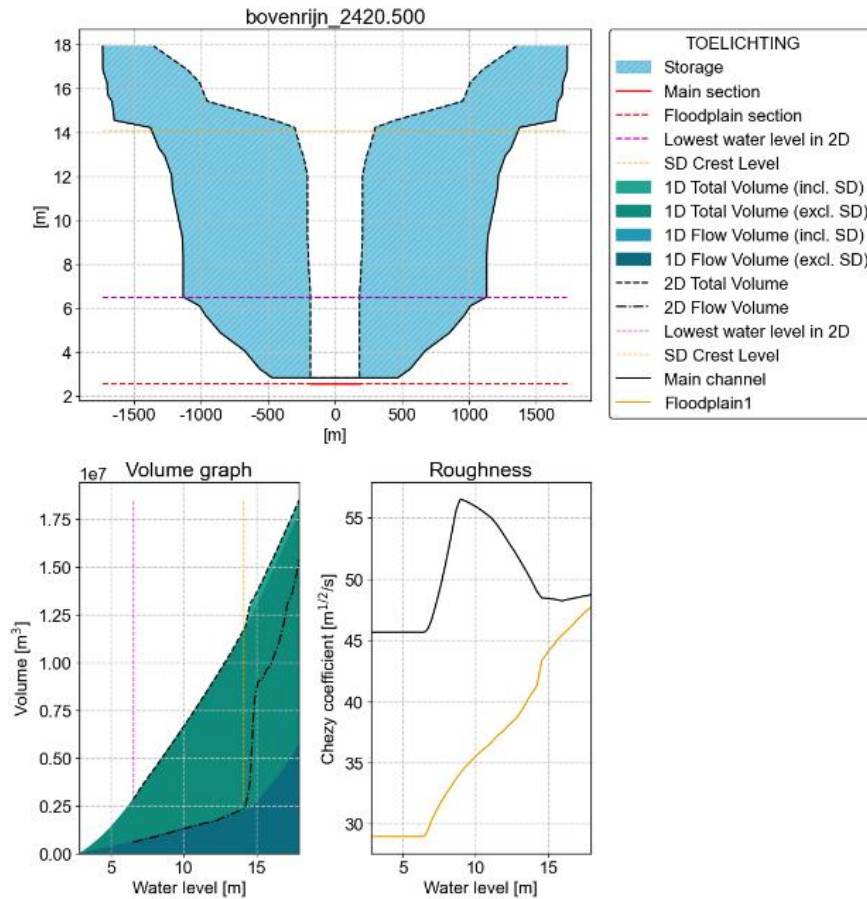 bovenrijn_2420.500
18
16
14
12
10
8
6
4
2
[m]
-1500
-1000
-500
0
500
1000
1500
[m]
TOELICHTING
Storage
Main section
Floodplain section
Lowest water level in 2D
SD Crest Level
1D Total Volume (incl. SD)
1D Total Volume (excl. SD)
1D Flow Volume (incl. SD)
1D Flow Volume (excl. SD)
2D Total Volume
2D Flow Volume
Lowest water level in 2D
SD Crest Level
Main channel
Floodplain1
Volume graph
1e7
1.75
1.50
1.25
1.00
0.75
0.50
0.25
0.00
Volume [m³]
5
10
15
Water level [m]
Roughness
55
50
45
40
35
30
Chezy coefficient [m^{1/2}/s]
5
10
15
Water level [m]